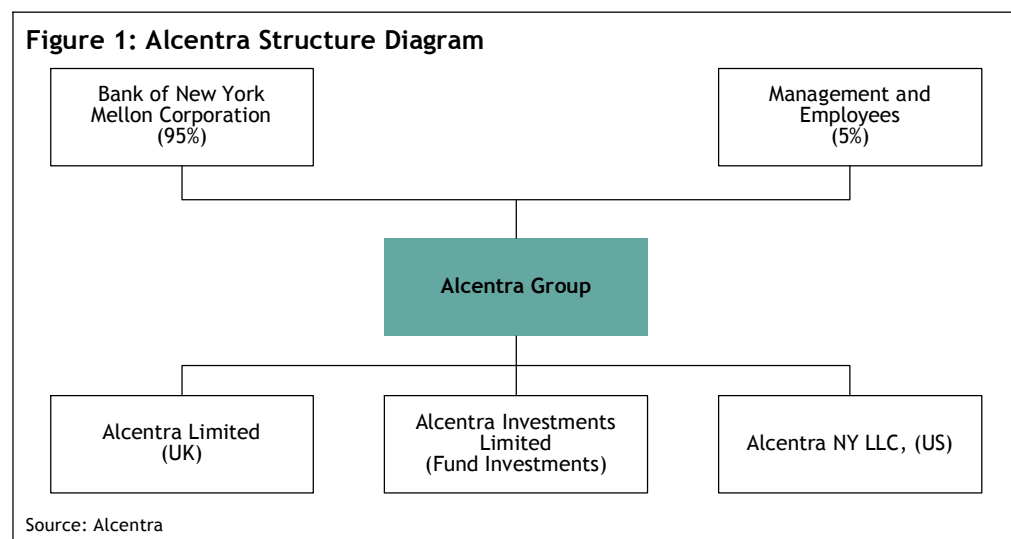 Figure 1: Alcentra Structure Diagram
Bank of New York
Mellon Corporation
(95%)
Management and
Employees
(5%)
Alcentra Group
Alcentra Limited
(UK)
Alcentra Investments
Limited
(Fund Investments)
Alcentra NY LLC, (US)
Source: Alcentra